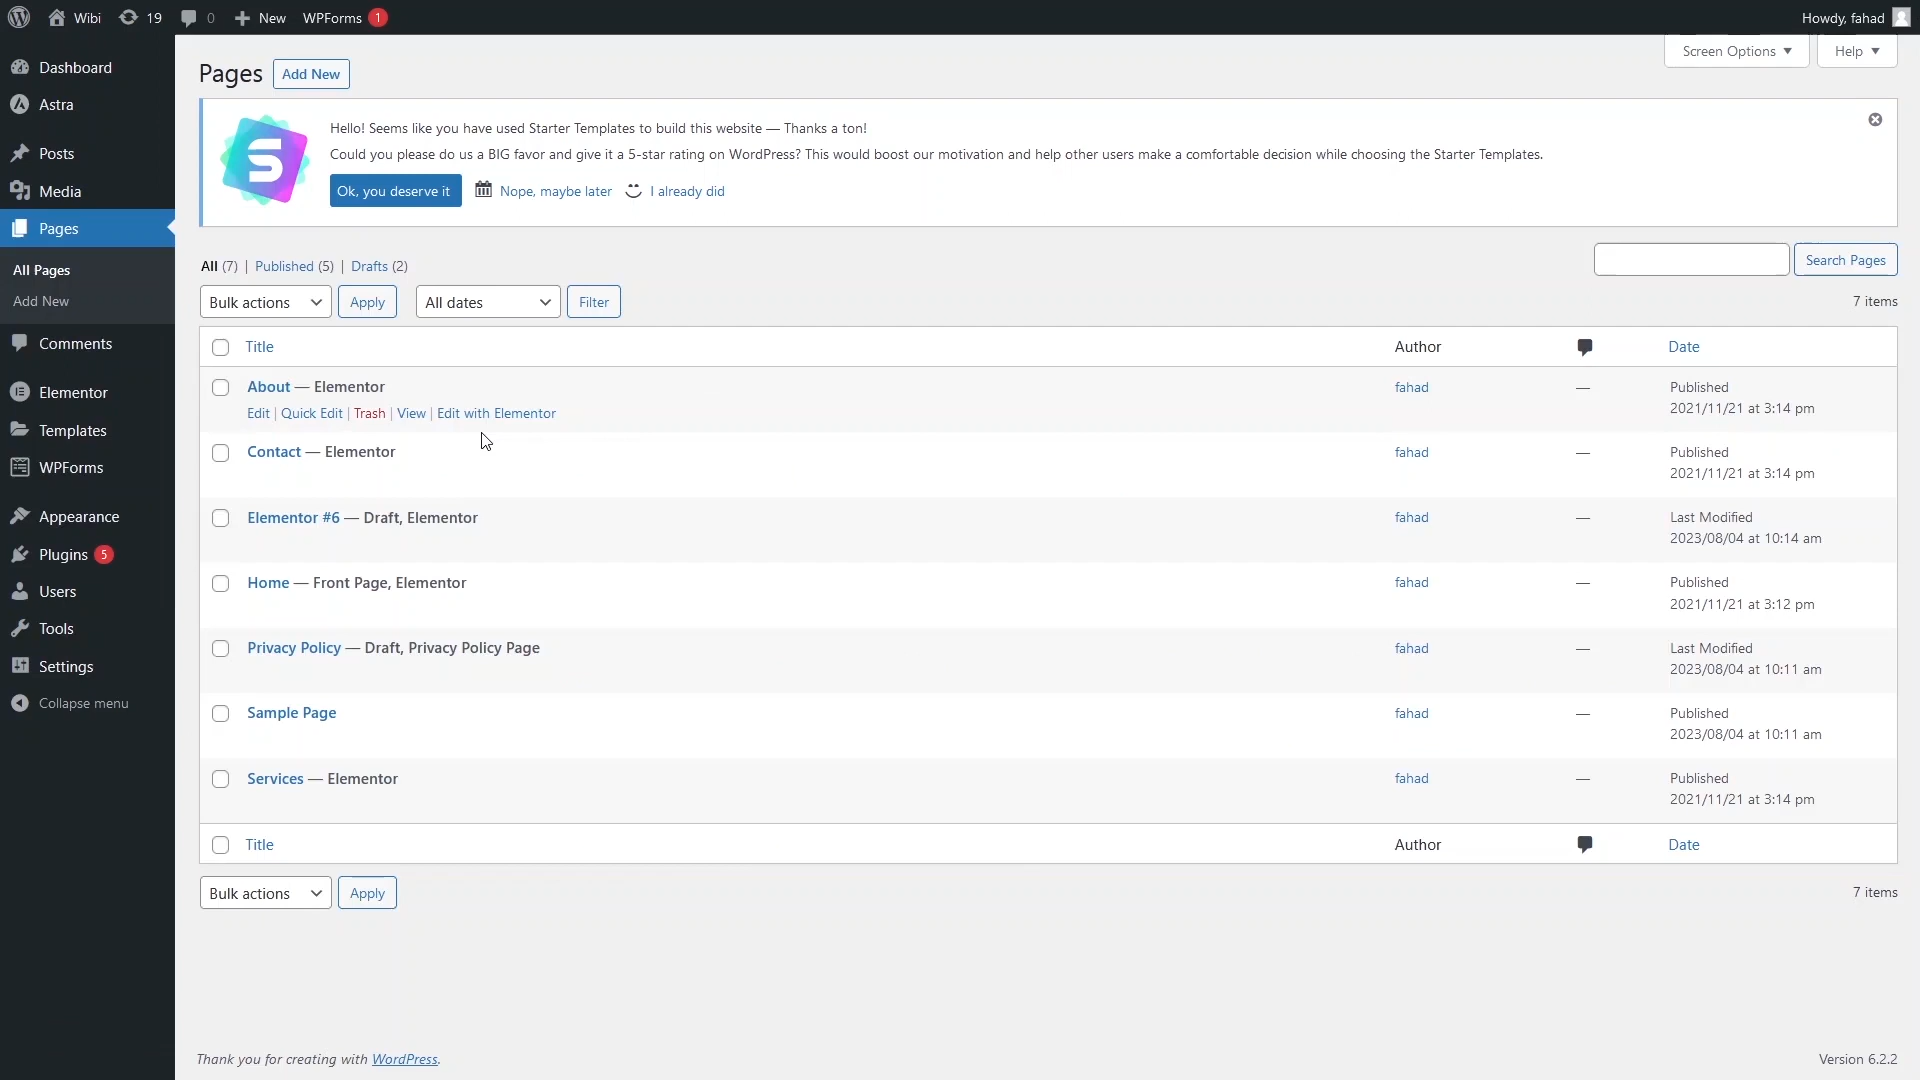 Wibi 19 0 New WPForms 1 Howdy, fahad
Screen Options Help
Dashboard
Astra
Posts
Media
Pages
All Pages
Add New
Comments
Elementor
Templates
WPForms
Appearance
Plugins 5
Users
Tools
Settings
Collapse menu
Pages Add New
Hello! Seems like you have used Starter Templates to build this website — Thanks a ton!
Could you please do us a BIG favor and give it a 5-star rating on WordPress? This would boost our motivation and help other users make a comfortable decision while choosing the Starter Templates.
Ok, you deserve it Nope, maybe later I already did
All (7) | Published (5) | Drafts (2)
Search Pages
Bulk actions Apply All dates Filter 7 items
Title Author Date
About — Elementor fahad — Published
2021/11/21 at 3:14 pm
Edit | Quick Edit | Trash | View | Edit with Elementor
Contact — Elementor fahad — Published
2021/11/21 at 3:14 pm
Elementor #6 — Draft, Elementor fahad — Last Modified
2023/08/04 at 10:14 am
Home — Front Page, Elementor fahad — Published
2021/11/21 at 3:12 pm
Privacy Policy — Draft, Privacy Policy Page fahad — Last Modified
2023/08/04 at 10:11 am
Sample Page fahad — Published
2023/08/04 at 10:11 am
Services — Elementor fahad — Published
2021/11/21 at 3:14 pm
Title Author Date
Bulk actions Apply 7 items
Thank you for creating with WordPress. Version 6.2.2